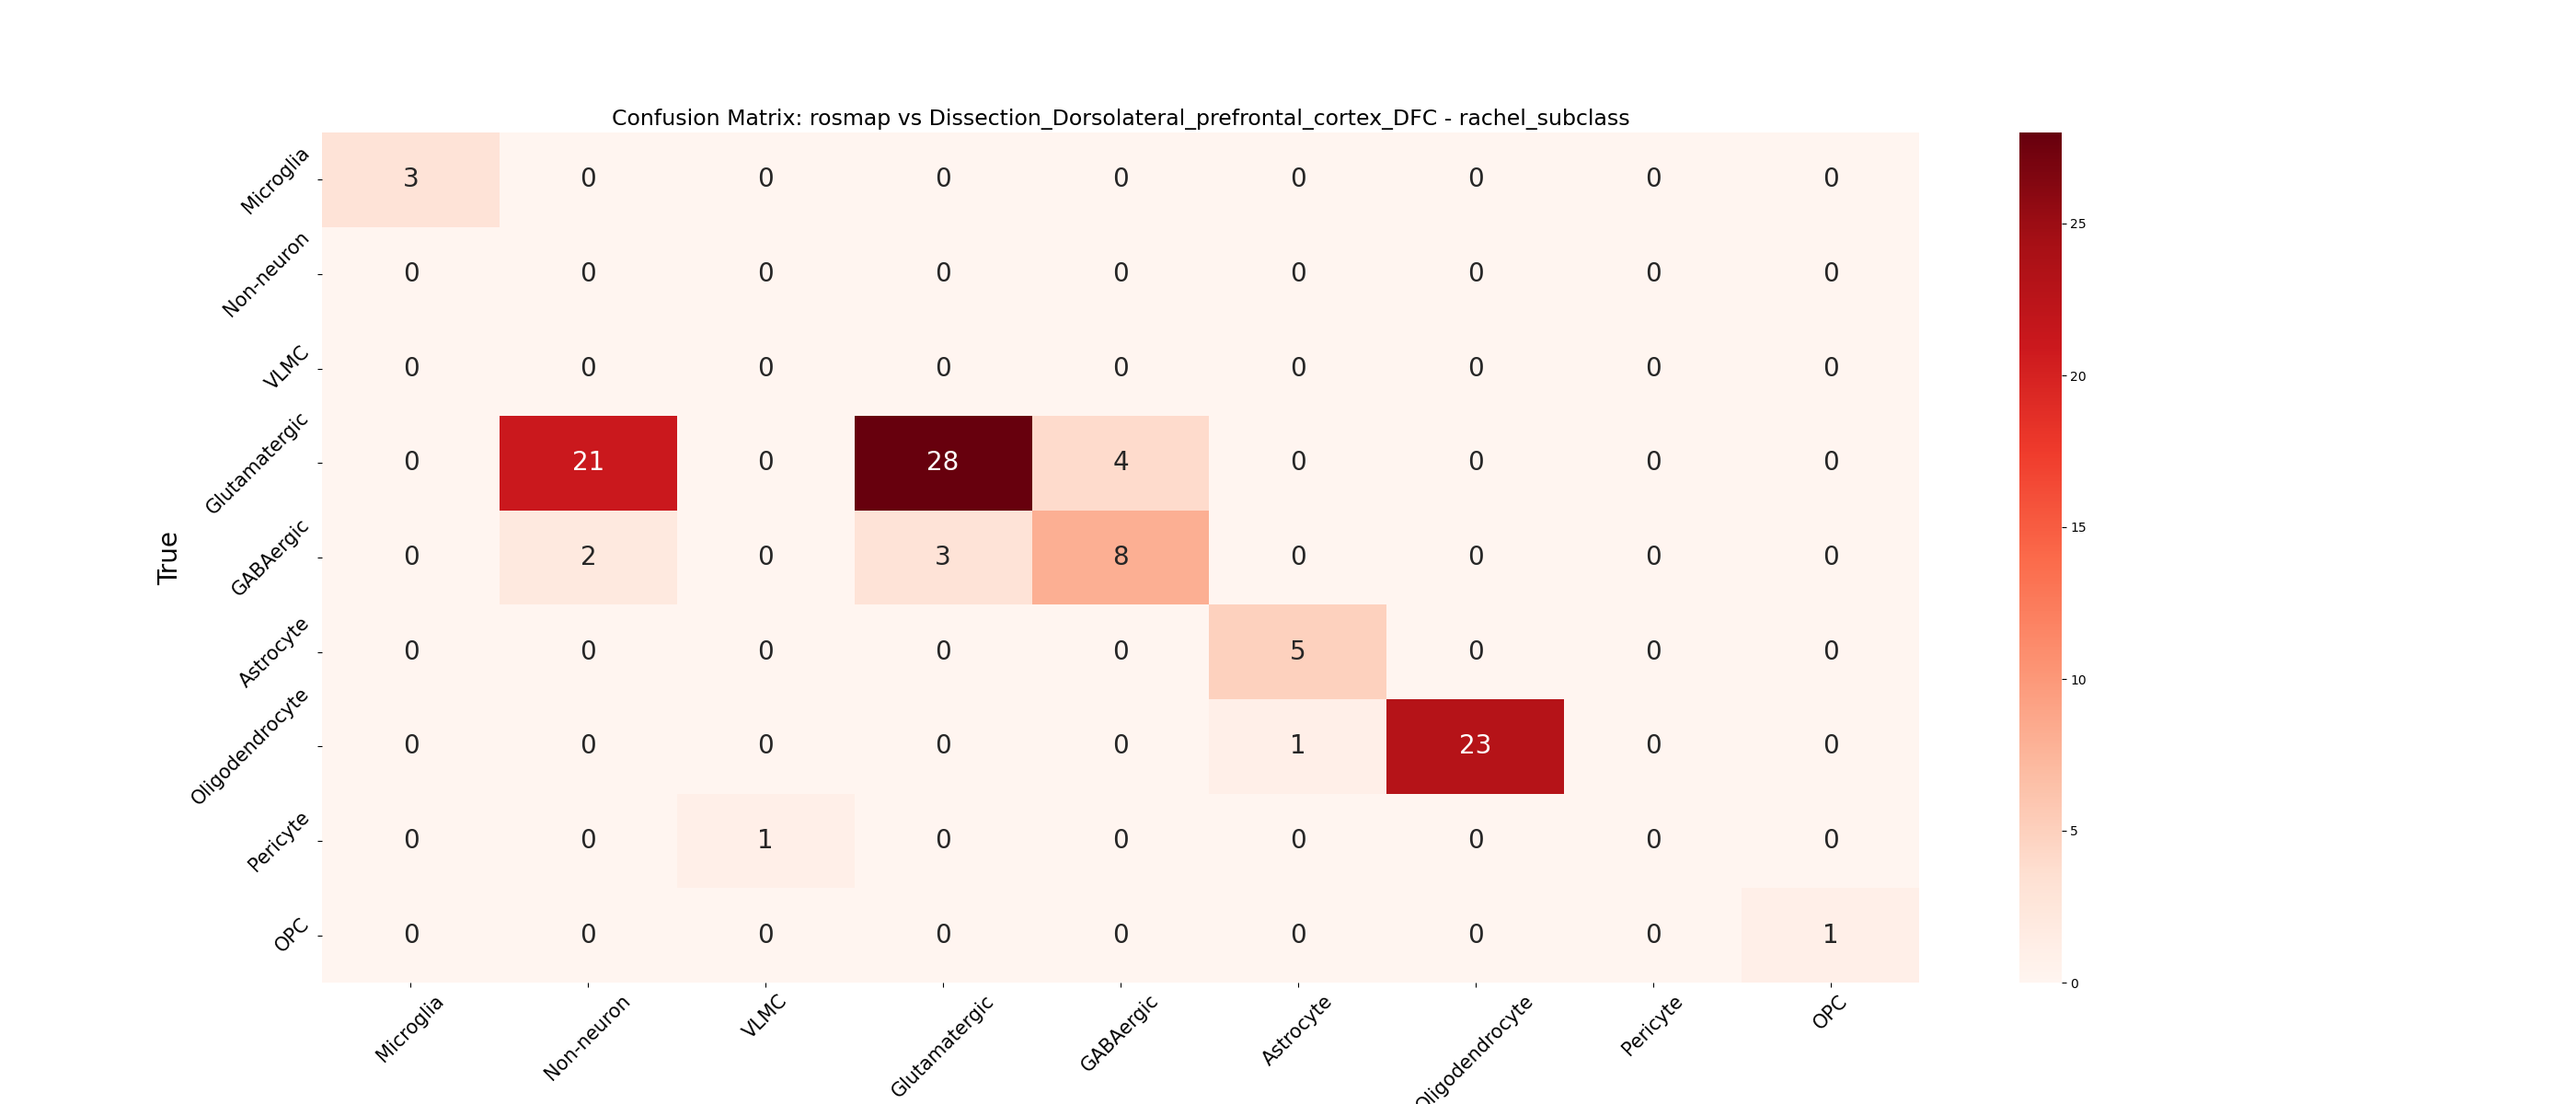 Confusion Matrix: rosmap vs Dissection_Dorsolateral_prefrontal_cortex_DFC - rachel_subclass
Microglia 3 0 0 0 0 0 0 0 0
Non-neuron 0 0 0 0 0 0 0 0 0
VLMC 0 0 0 0 0 0 0 0 0
Glutamatergic 0 21 0 28 4 0 0 0 0
GABAergic 0 2 0 3 8 0 0 0 0
Astrocyte 0 0 0 0 0 5 0 0 0
Oligodendrocyte 0 0 0 0 0 1 23 0 0
Pericyte 0 0 1 0 0 0 0 0 0
OPC 0 0 0 0 0 0 0 0 1
True
Microglia Non-neuron VLMC Glutamatergic GABAergic Astrocyte Oligodendrocyte Pericyte OPC
25
20
15
10
5
0